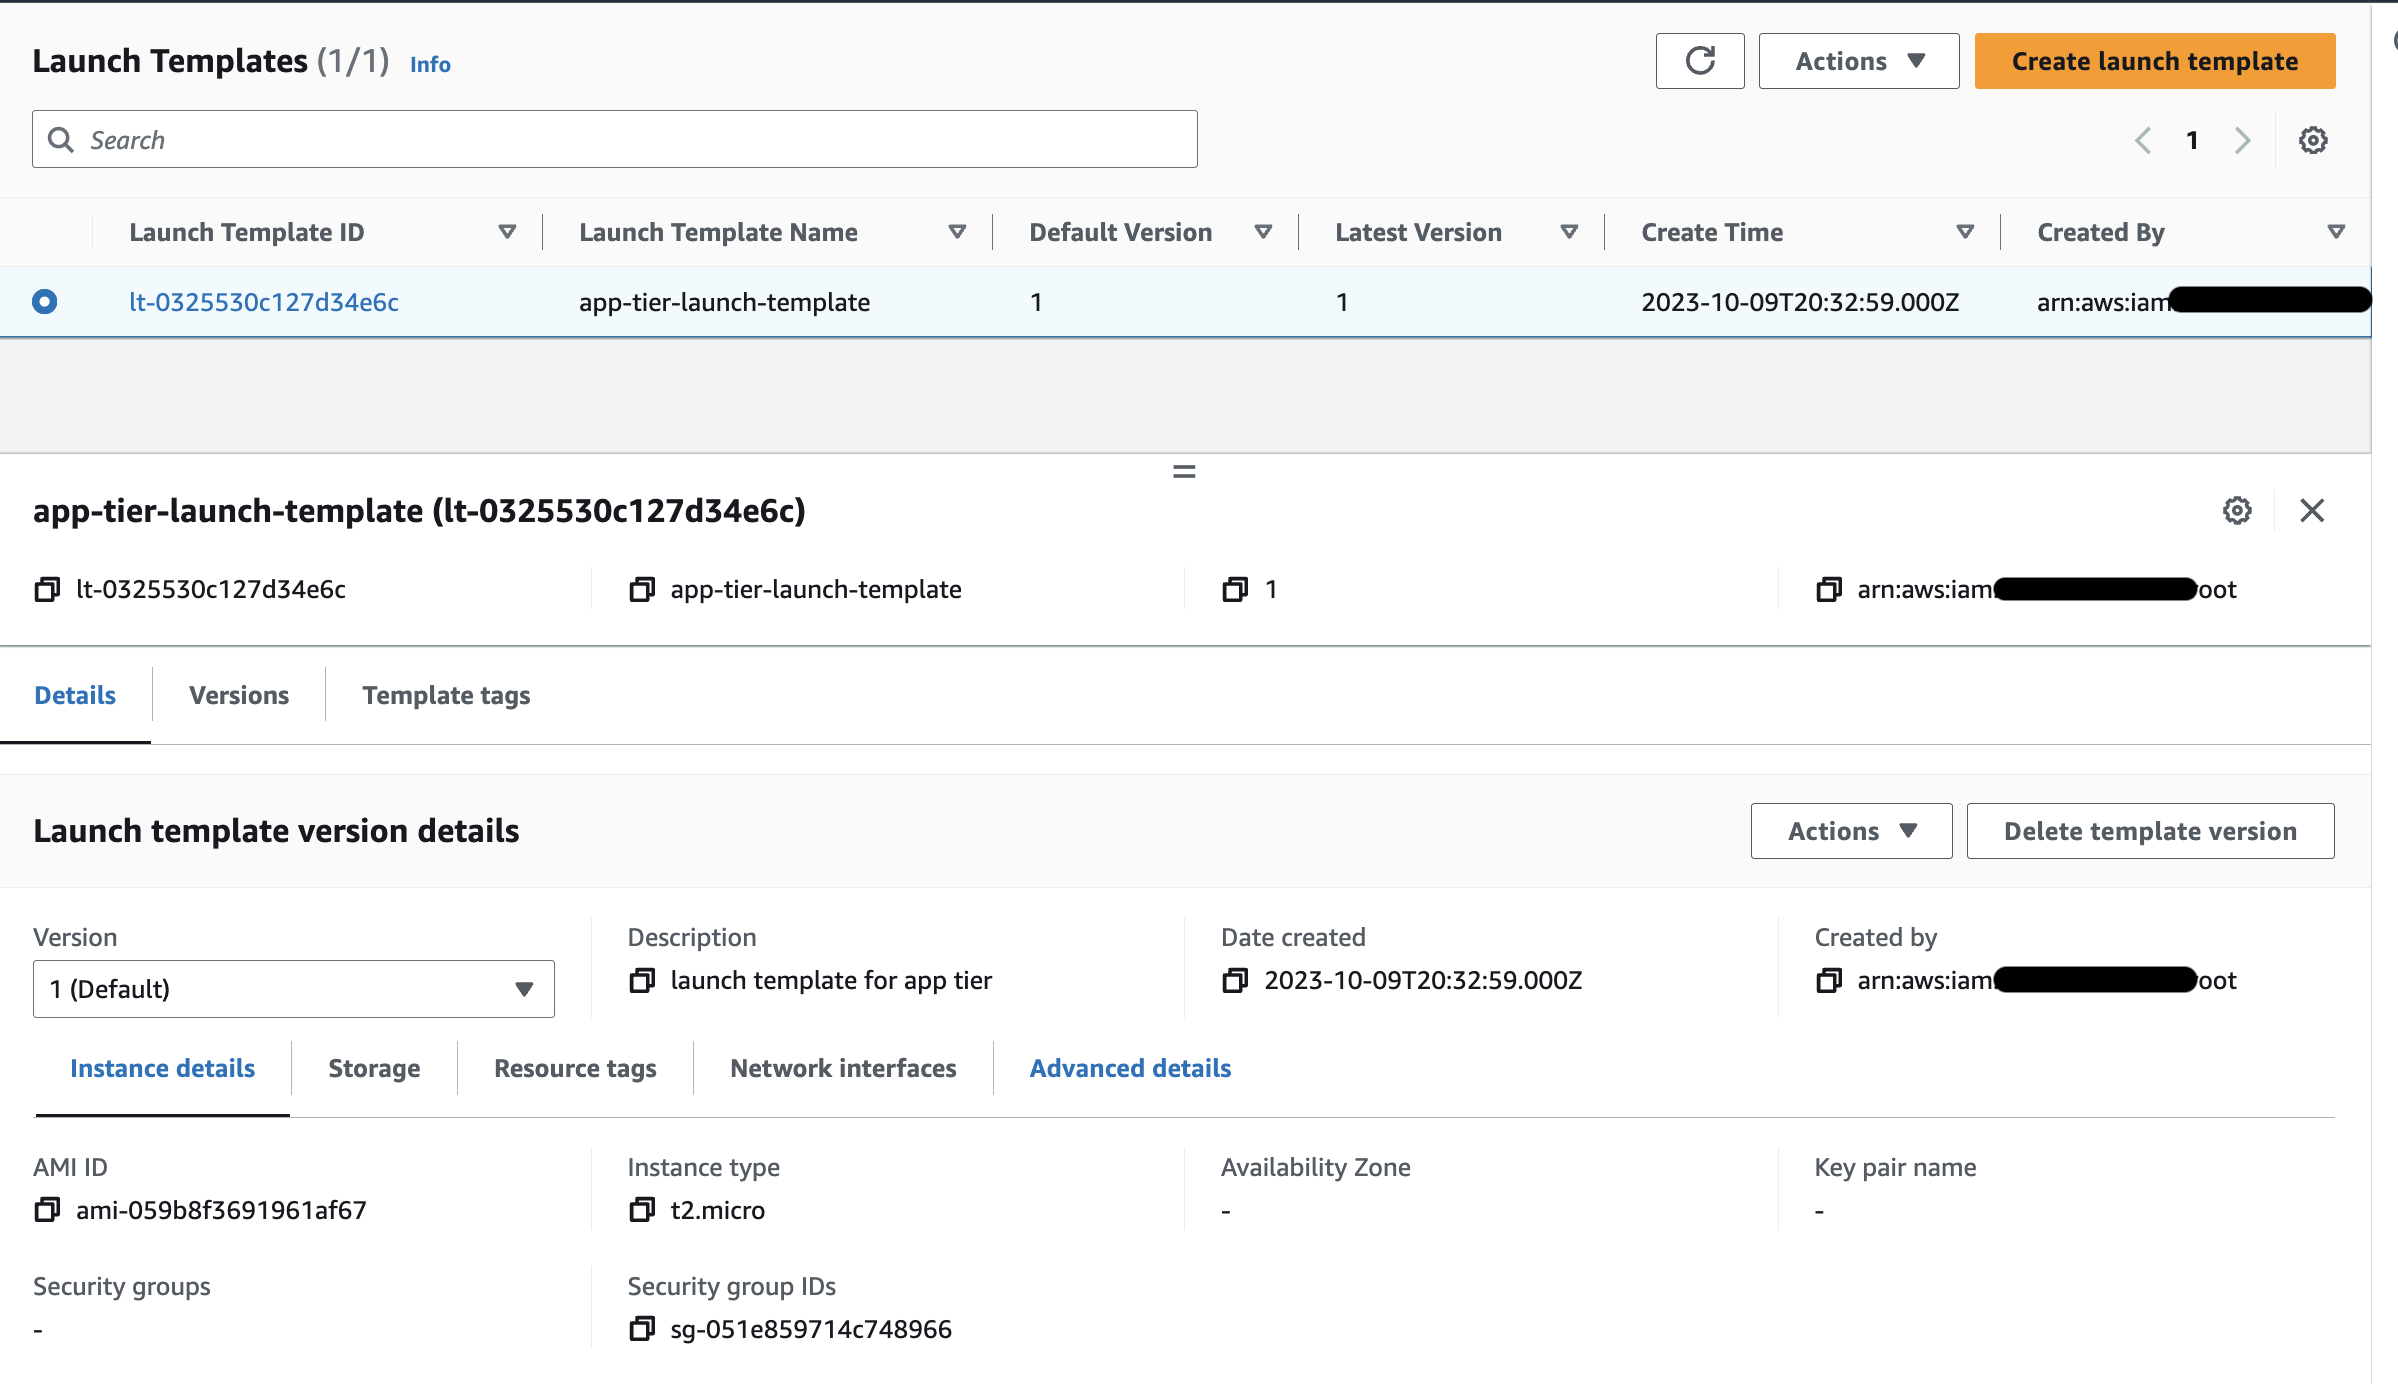 Launch Templates (1/1) Info
Actions
Create launch template
Search
1
Launch Template ID Launch Template Name Default Version Latest Version Create Time Created By
lt-0325530c127d34e6c app-tier-launch-template 1 1 2023-10-09T20:32:59.000Z arn:aws:iam
app-tier-launch-template (lt-0325530c127d34e6c)
lt-0325530c127d34e6c app-tier-launch-template 1 arn:aws:iam: oot
Details Versions Template tags
Launch template version details
Actions
Delete template version
Version Description Date created Created by
1 (Default) launch template for app tier 2023-10-09T20:32:59.000Z arn:aws:iam: oot
Instance details Storage Resource tags Network interfaces Advanced details
AMI ID Instance type Availability Zone Key pair name
ami-059b8f3691961af67 t2.micro - -
Security groups Security group IDs
- sg-051e859714c748966